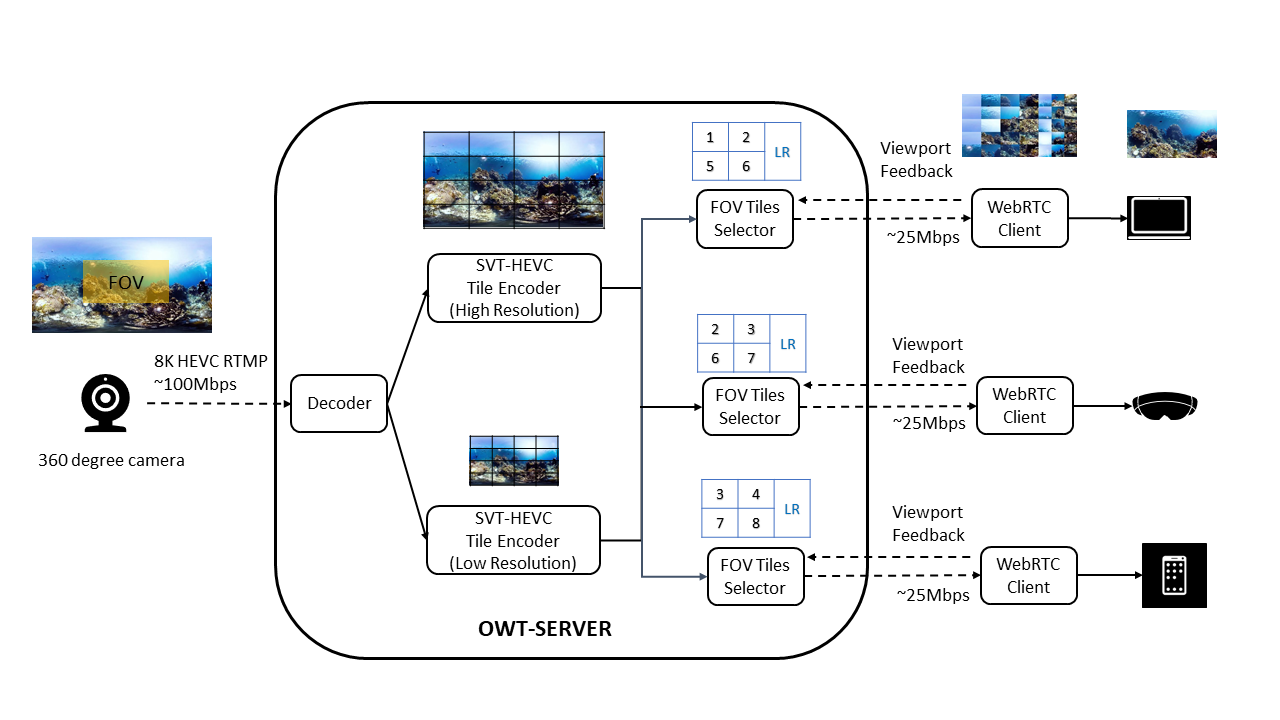 FOV
8K HEVC RTMP
~100Mbps
360 degree camera
Decoder
SVT-HEVC
Tile Encoder
(High Resolution)
SVT-HEVC
Tile Encoder
(Low Resolution)
OWT-SERVER
1 2
LR
5 6
FOV Tiles
Selector
Viewport
Feedback
~25Mbps
WebRTC
Client
2 3
LR
6 7
FOV Tiles
Selector
Viewport
Feedback
~25Mbps
WebRTC
Client
3 4
LR
7 8
FOV Tiles
Selector
Viewport
Feedback
~25Mbps
WebRTC
Client